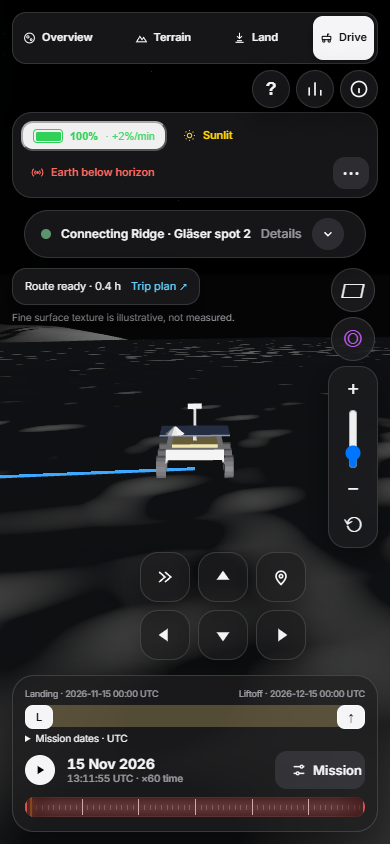 Overview Terrain Land Drive
?
100% · +2%/min Sunlit
Earth below horizon
Connecting Ridge · Gläser spot 2 Details
Route ready · 0.4 h Trip plan ↗
Fine surface texture is illustrative, not measured.
+
−
Landing · 2026-11-15 00:00 UTC Liftoff · 2026-12-15 00:00 UTC
L ↑
▶ Mission dates · UTC
15 Nov 2026
13:11:55 UTC · ×60 time
Mission